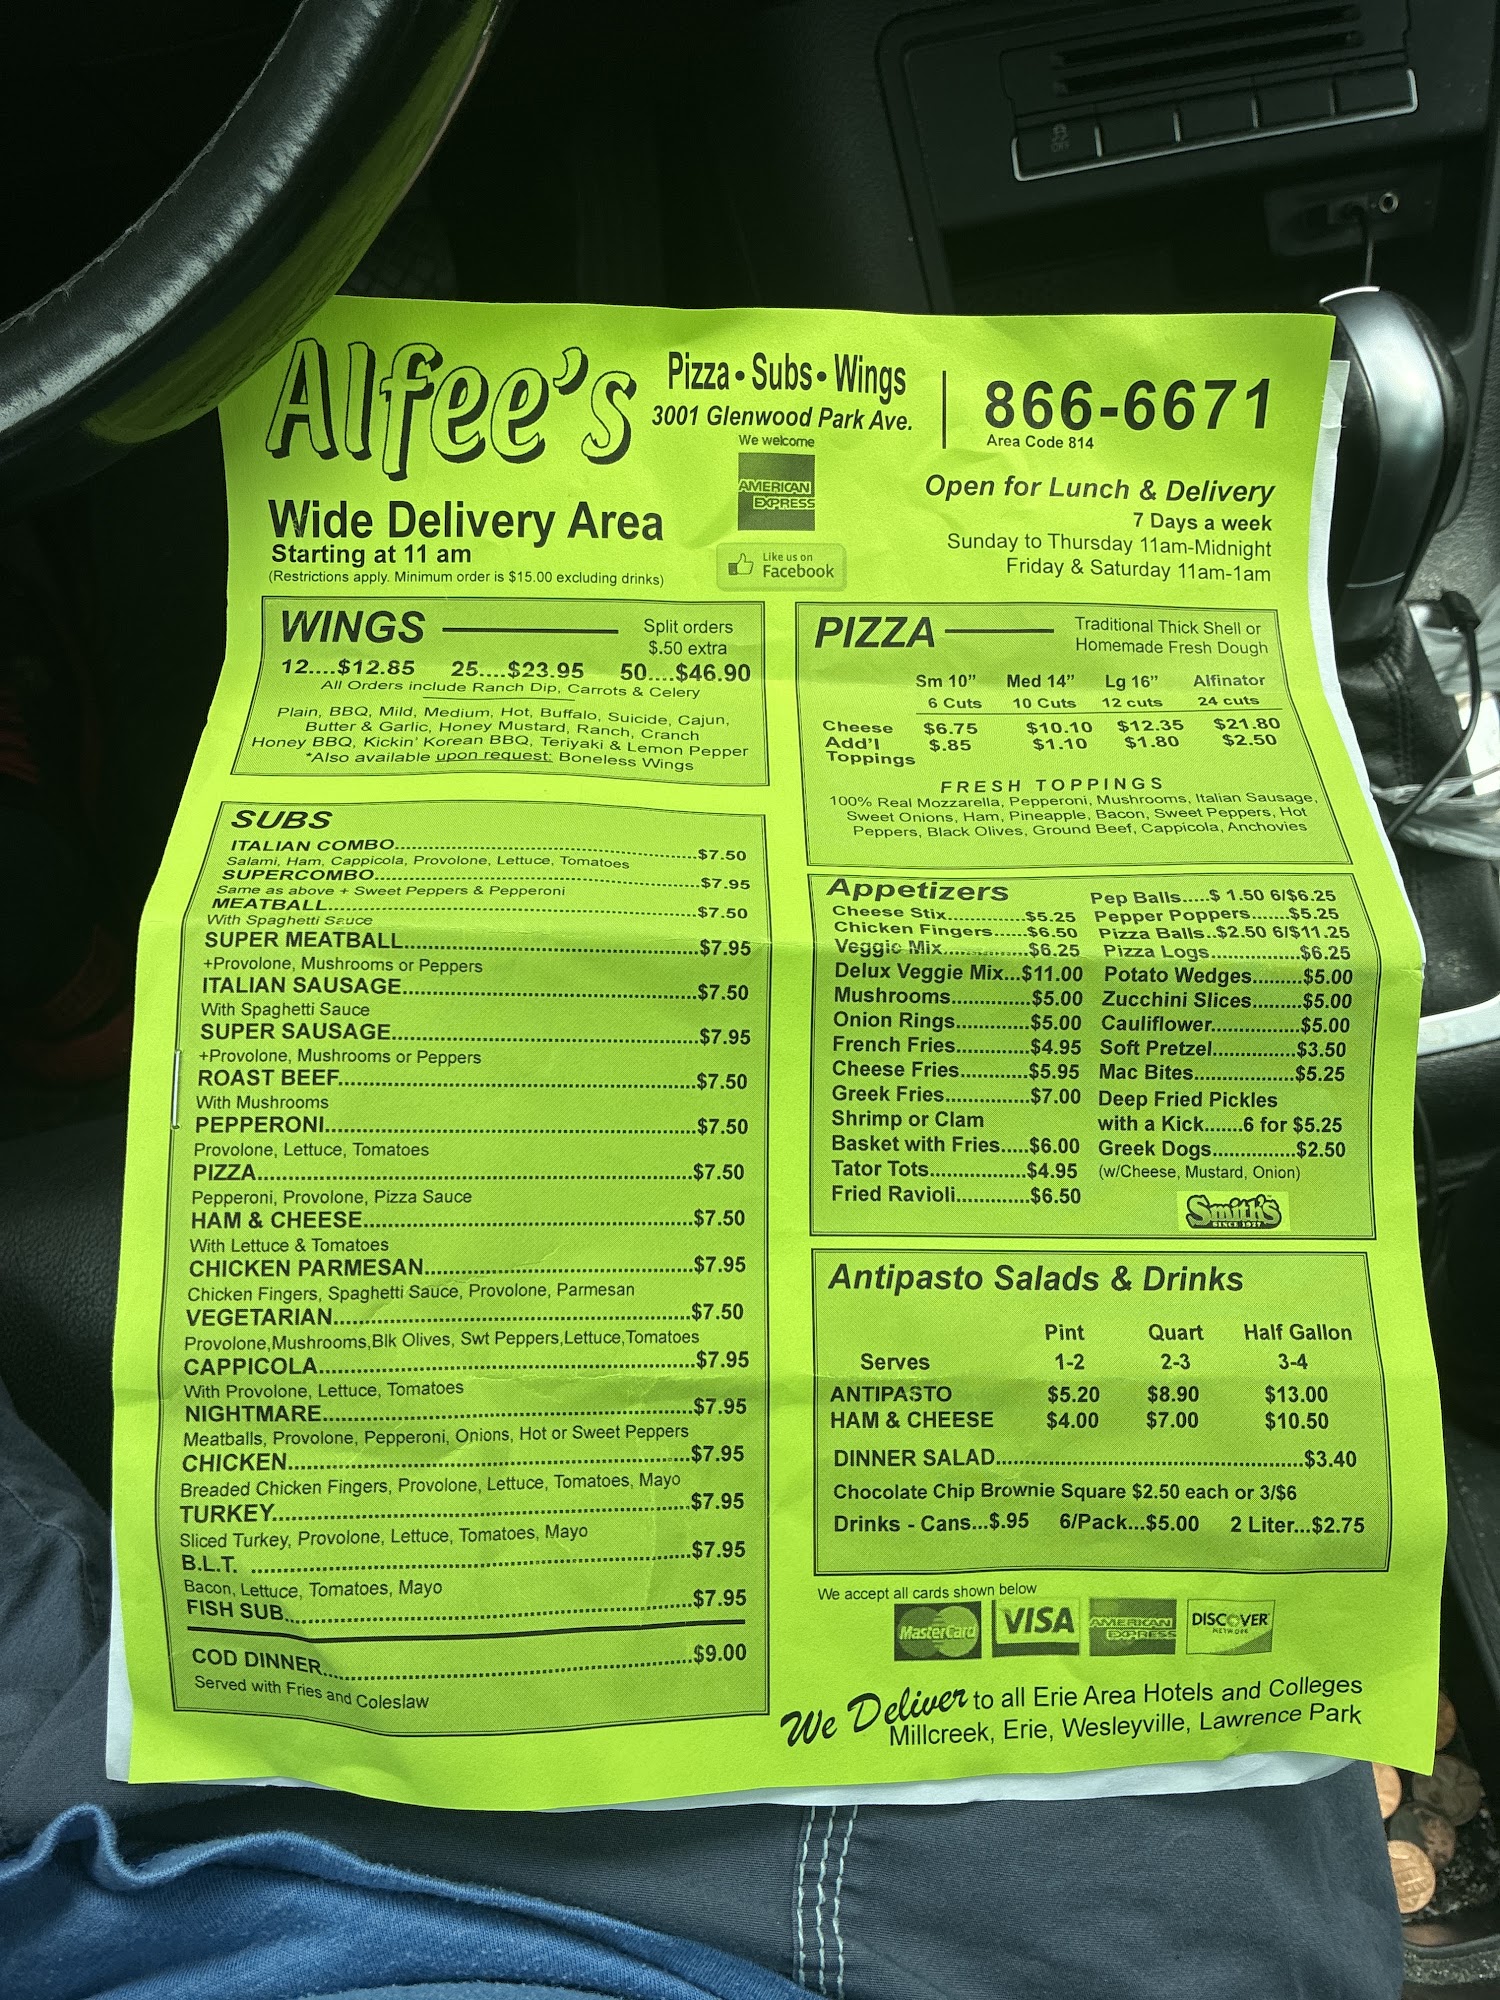 Alfee's
Pizza • Subs • Wings
3001 Glenwood Park Ave.
866-6671
Area Code 814
We welcome
AMERICAN
EXPRESS
Like us on
Facebook
Wide Delivery Area
Starting at 11 am
(Restrictions apply. Minimum order is $15.00 excluding drinks)
Open for Lunch & Delivery
7 Days a week
Sunday to Thursday 11am-Midnight
Friday & Saturday 11am-1am
WINGS
Split orders
$.50 extra
12....$12.85 25....$23.95 50....$46.90
All Orders include Ranch Dip, Carrots & Celery
Plain, BBQ, Mild, Medium, Hot, Buffalo, Suicide, Cajun,
Butter & Garlic, Honey Mustard, Ranch, Cranch
Honey BBQ, Kickin' Korean BBQ, Teriyaki & Lemon Pepper
*Also available upon request: Boneless Wings
SUBS
ITALIAN COMBO...$7.50
Salami, Ham, Cappicola, Provolone, Lettuce, Tomatoes
SUPERCOMBO...$7.95
Same as above + Sweet Peppers & Pepperoni
MEATBALL...$7.50
With Spaghetti Sauce
SUPER MEATBALL...$7.95
+Provolone, Mushrooms or Peppers
ITALIAN SAUSAGE...$7.50
With Spaghetti Sauce
SUPER SAUSAGE...$7.95
+Provolone, Mushrooms or Peppers
ROAST BEEF...$7.50
With Mushrooms
PEPPERONI...$7.50
Provolone, Lettuce, Tomatoes
PIZZA...$7.50
Pepperoni, Provolone, Pizza Sauce
HAM & CHEESE...$7.50
With Lettuce & Tomatoes
CHICKEN PARMESAN...$7.95
Chicken Fingers, Spaghetti Sauce, Provolone, Parmesan
VEGETARIAN...$7.50
Provolone,Mushrooms,Blk Olives, Swt Peppers,Lettuce,Tomatoes
CAPPICOLA...$7.95
With Provolone, Lettuce, Tomatoes
NIGHTMARE...$7.95
Meatballs, Provolone, Pepperoni, Onions, Hot or Sweet Peppers
CHICKEN...$7.95
Breaded Chicken Fingers, Provolone, Lettuce, Tomatoes, Mayo
TURKEY...$7.95
Sliced Turkey, Provolone, Lettuce, Tomatoes, Mayo
B.L.T. ...$7.95
Bacon, Lettuce, Tomatoes, Mayo
FISH SUB...$7.95
COD DINNER...$9.00
Served with Fries and Coleslaw
PIZZA
Traditional Thick Shell or
Homemade Fresh Dough
Sm 10" Med 14" Lg 16" Alfinator
6 Cuts 10 Cuts 12 cuts 24 cuts
Cheese $6.75 $10.10 $12.35 $21.80
Add'l $.85 $1.10 $1.80 $2.50
Toppings
FRESH TOPPINGS
100% Real Mozzarella, Pepperoni, Mushrooms, Italian Sausage,
Sweet Onions, Ham, Pineapple, Bacon, Sweet Peppers, Hot
Peppers, Black Olives, Ground Beef, Cappicola, Anchovies
Appetizers
Cheese Stix...$5.25
Chicken Fingers...$6.50
Veggie Mix...$6.25
Delux Veggie Mix...$11.00
Mushrooms...$5.00
Onion Rings...$5.00
French Fries...$4.95
Cheese Fries...$5.95
Greek Fries...$7.00
Shrimp or Clam
Basket with Fries....$6.00
Tator Tots...$4.95
Fried Ravioli...$6.50
Pep Balls.....$ 1.50 6/$6.25
Pepper Poppers...$5.25
Pizza Balls..$2.50 6/$11.25
Pizza Logs...$6.25
Potato Wedges...$5.00
Zucchini Slices...$5.00
Cauliflower...$5.00
Soft Pretzel...$3.50
Mac Bites...$5.25
Deep Fried Pickles
with a Kick.......6 for $5.25
Greek Dogs...$2.50
(w/Cheese, Mustard, Onion)
Smith's
SINCE 1927
Antipasto Salads & Drinks
Pint Quart Half Gallon
Serves 1-2 2-3 3-4
ANTIPASTO $5.20 $8.90 $13.00
HAM & CHEESE $4.00 $7.00 $10.50
DINNER SALAD...$3.40
Chocolate Chip Brownie Square $2.50 each or 3/$6
Drinks - Cans...$.95 6/Pack...$5.00 2 Liter...$2.75
We accept all cards shown below
MasterCard VISA AMERICAN EXPRESS DISCOVER NETWORK
We Deliver to all Erie Area Hotels and Colleges
Millcreek, Erie, Wesleyville, Lawrence Park
OFF